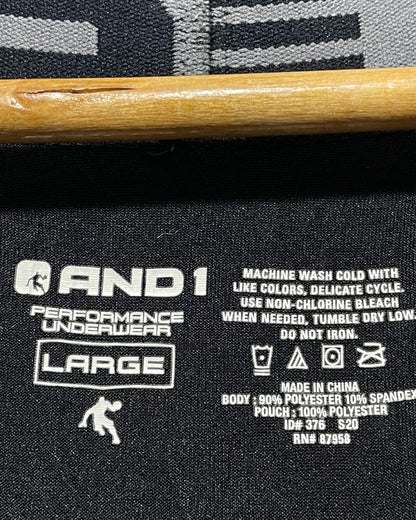 AND1
PERFORMANCE
UNDERWEAR
LARGE
MACHINE WASH COLD WITH
LIKE COLORS, DELICATE CYCLE.
USE NON-CHLORINE BLEACH
WHEN NEEDED, TUMBLE DRY LOW.
DO NOT IRON.
MADE IN CHINA
BODY : 90% POLYESTER 10% SPANDEX
POUCH : 100% POLYESTER
ID# 376 S20
RN# 87958